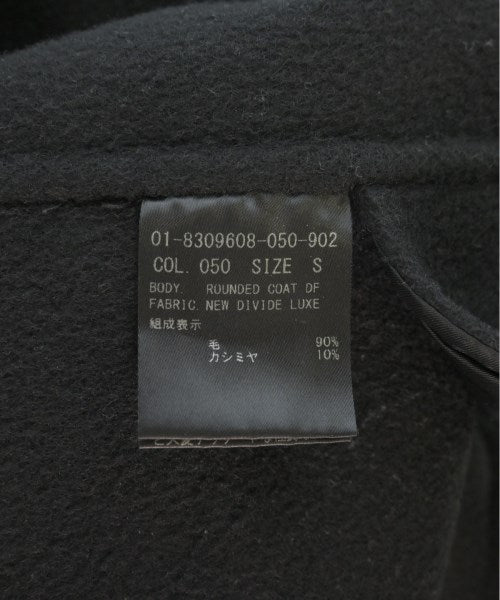 01-8309608-050-902
COL. 050 SIZE S
BODY. ROUNDED COAT DF
FABRIC. NEW DIVIDE LUXE
組成表示
毛 90%
カシミヤ 10%